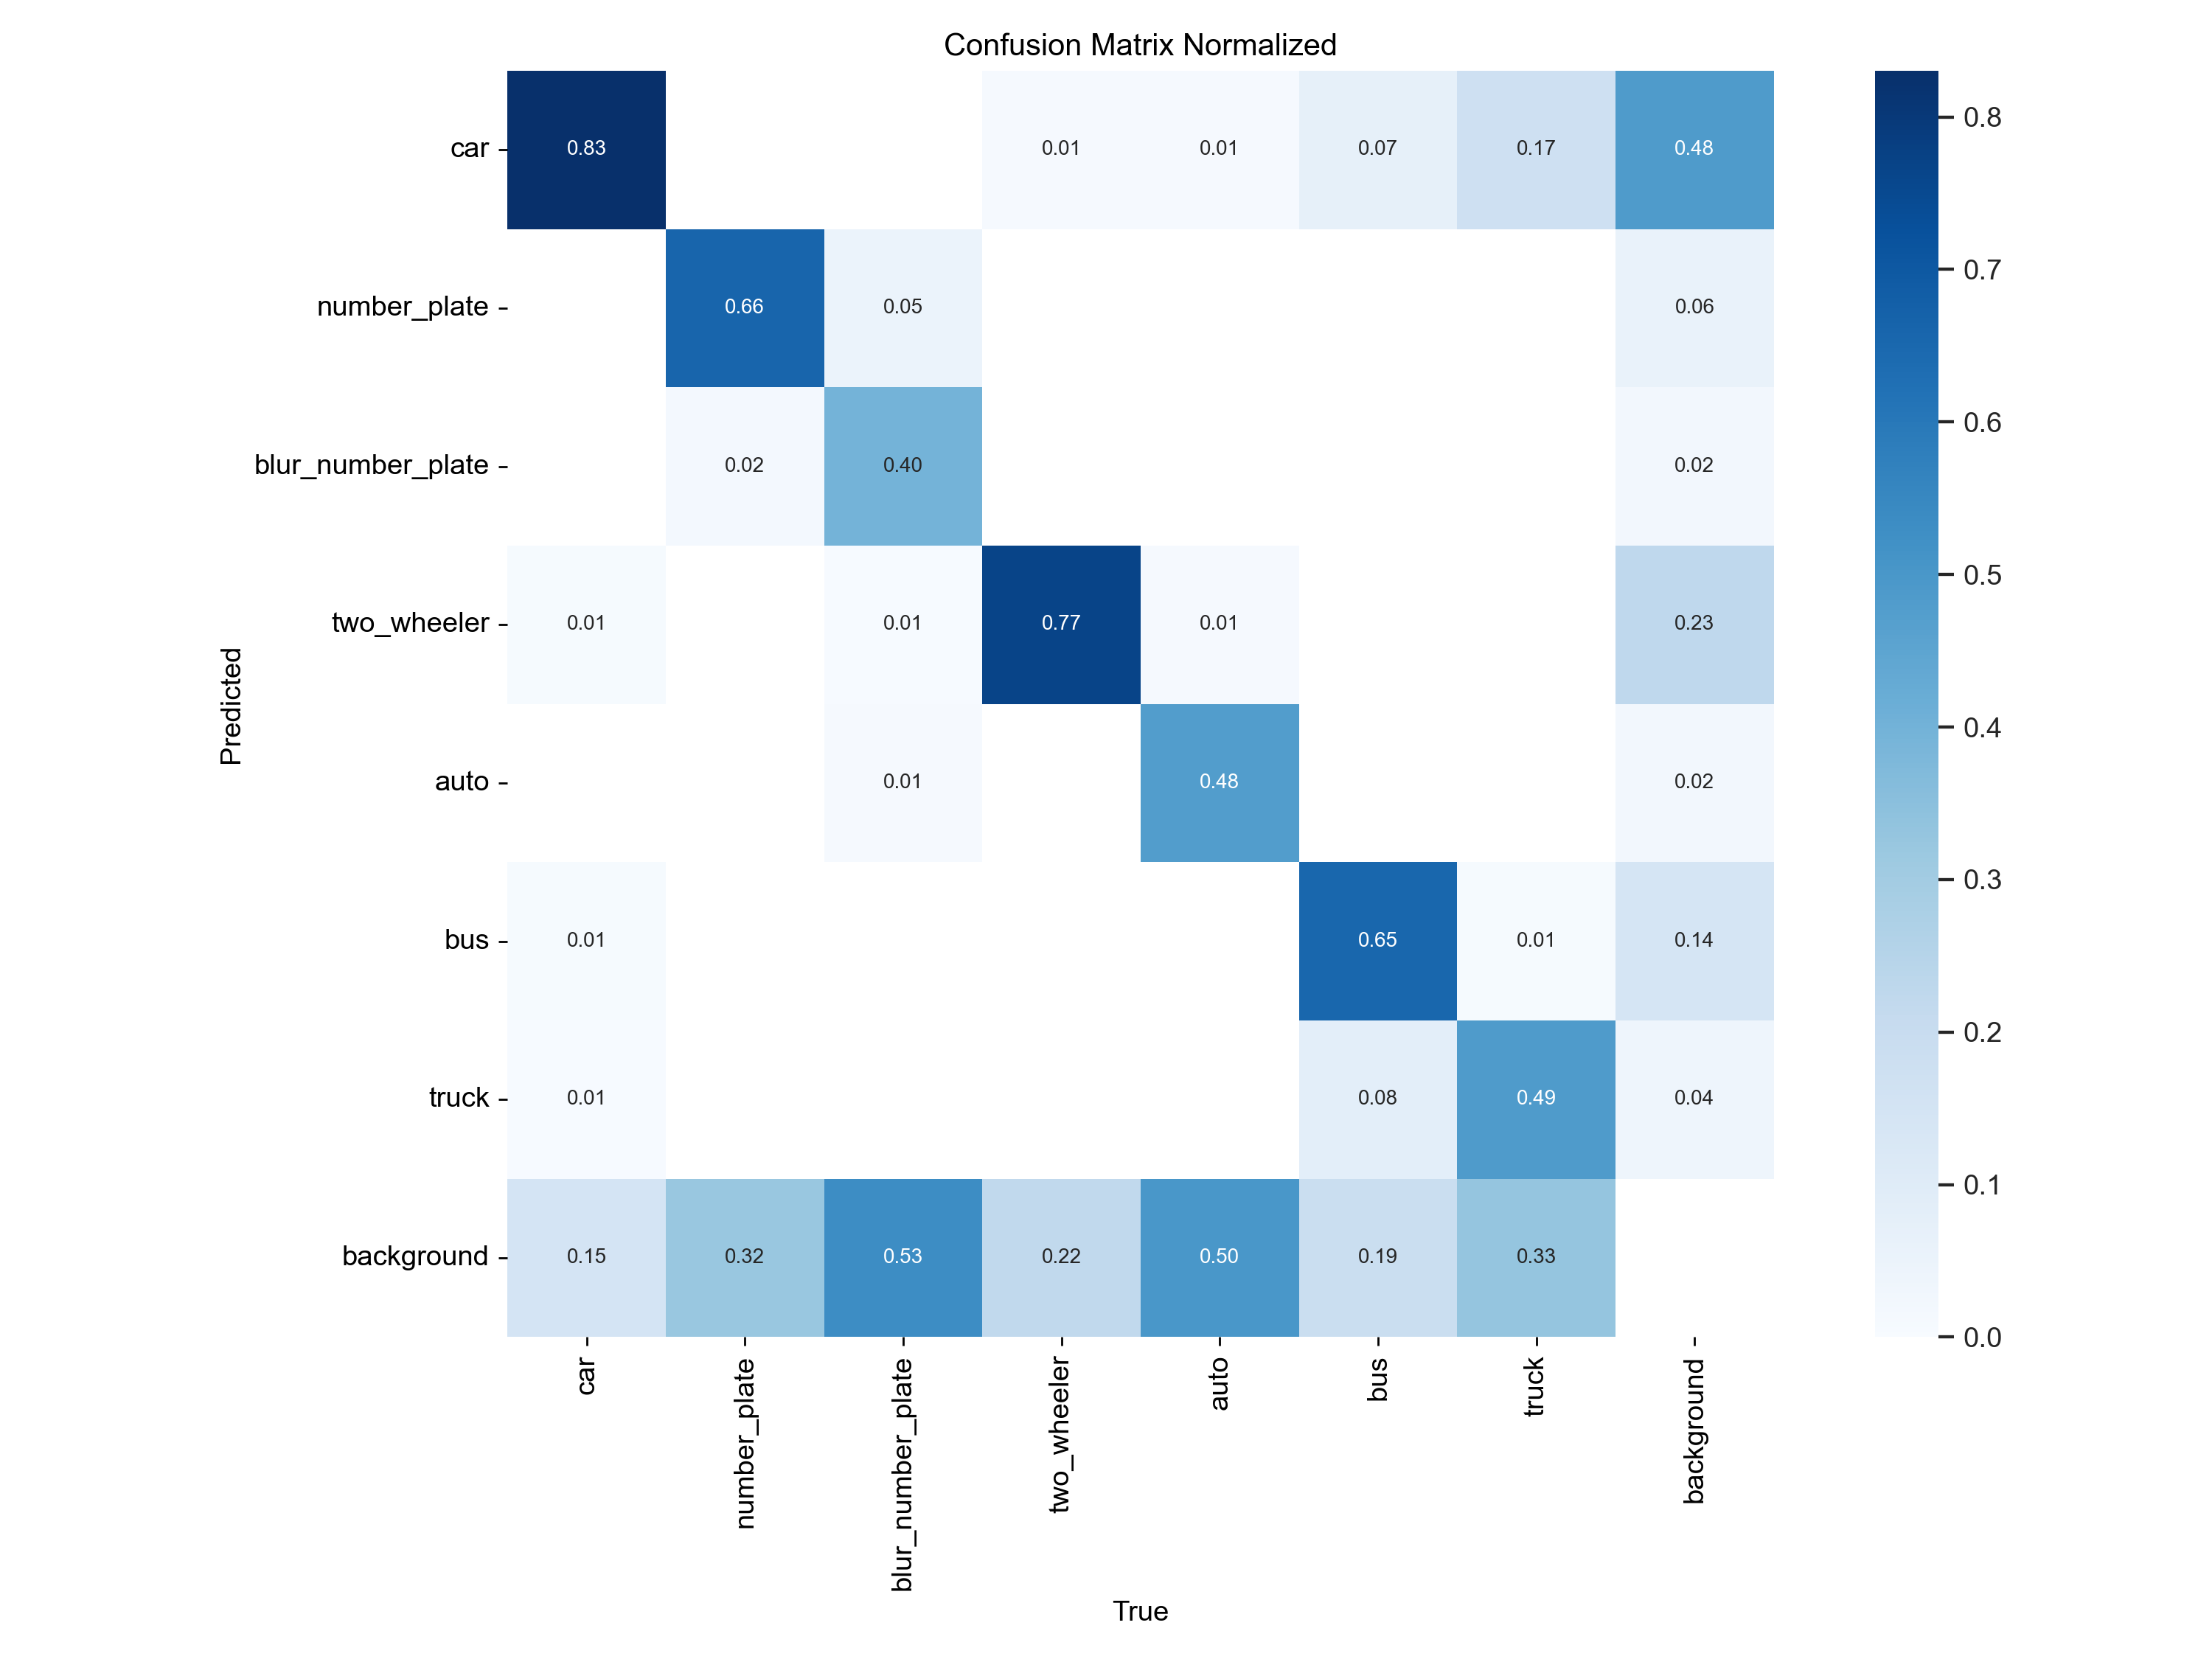 Confusion Matrix Normalized
car 0.83 0.01 0.01 0.07 0.17 0.48
number_plate 0.66 0.05 0.06
blur_number_plate 0.02 0.40 0.02
two_wheeler 0.01 0.01 0.77 0.01 0.23
auto 0.01 0.48 0.02
bus 0.01 0.65 0.01 0.14
truck 0.01 0.08 0.49 0.04
background 0.15 0.32 0.53 0.22 0.50 0.19 0.33
Predicted
car number_plate blur_number_plate two_wheeler auto bus truck background
True
0.8
0.7
0.6
0.5
0.4
0.3
0.2
0.1
0.0